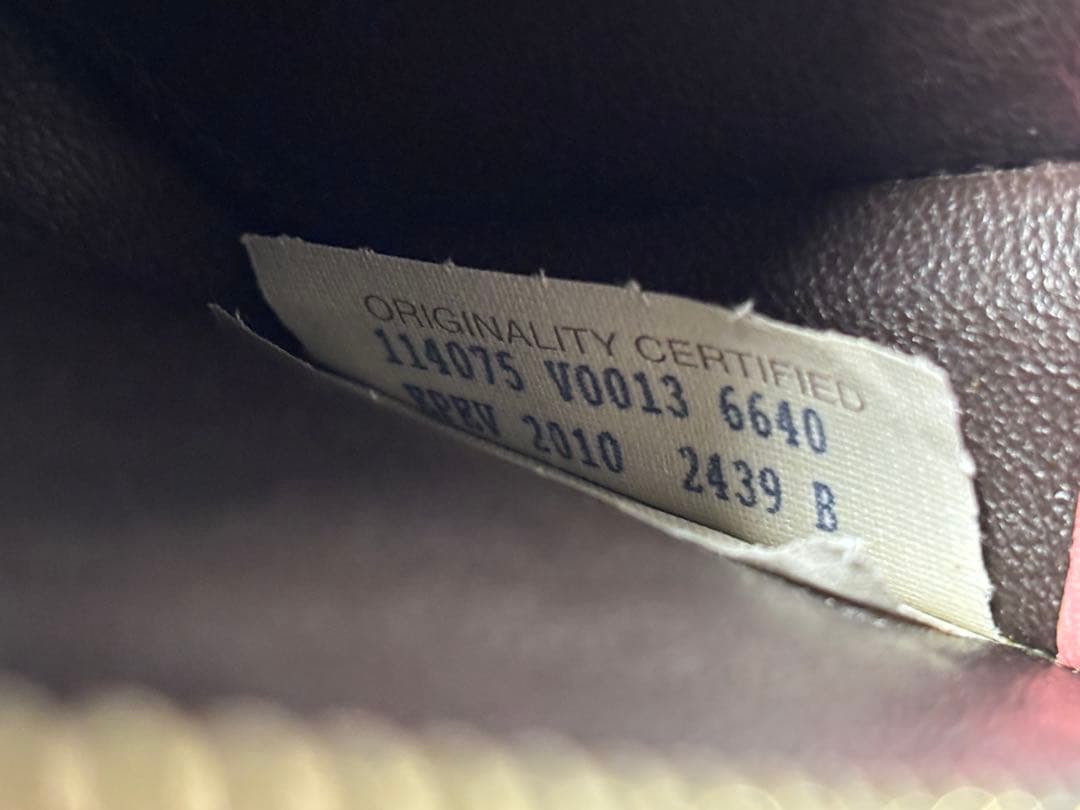 ORIGINALITY CERTIFIED
114075 V0013 6640
2010 2439 B